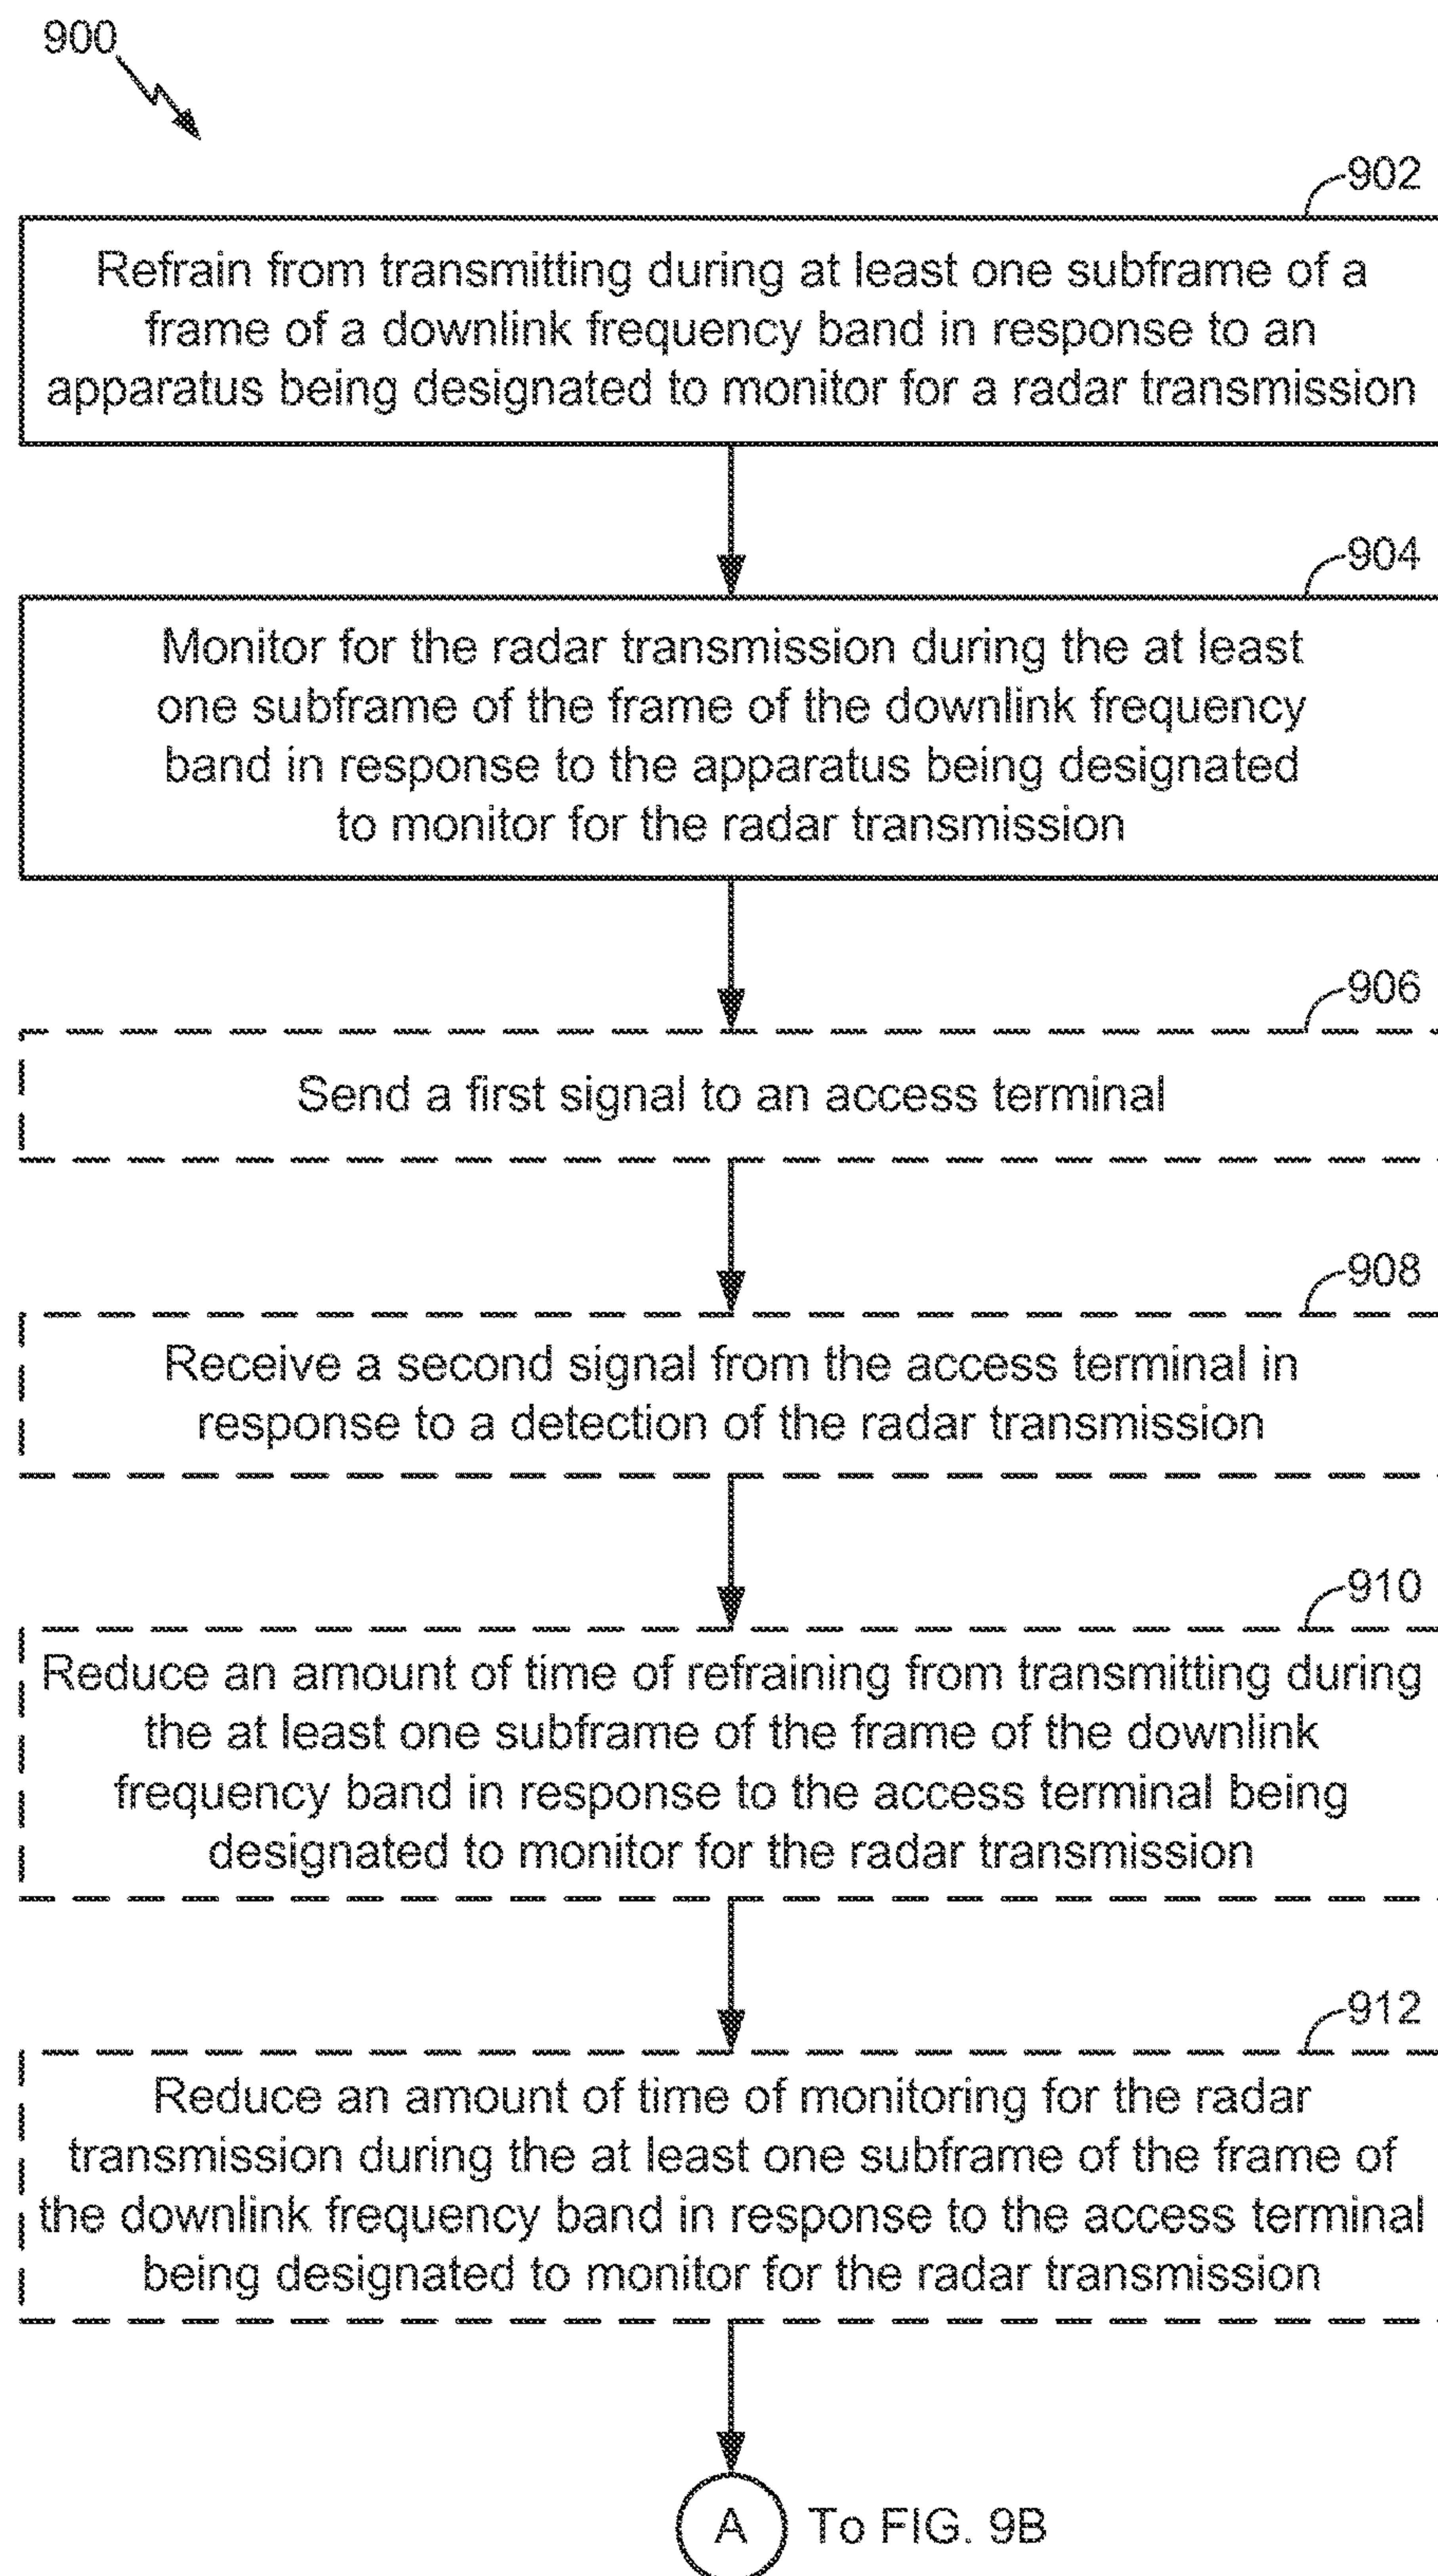 900
902
Refrain from transmitting during at least one subframe of a
frame of a downlink frequency band in response to an
apparatus being designated to monitor for a radar transmission
904
Monitor for the radar transmission during the at least
one subframe of the frame of the downlink frequency
band in response to the apparatus being designated
to monitor for the radar transmission
906
Send a first signal to an access terminal
908
Receive a second signal from the access terminal in
response to a detection of the radar transmission
910
Reduce an amount of time of refraining from transmitting during
the at least one subframe of the frame of the downlink
frequency band in response to the access terminal being
designated to monitor for the radar transmission
912
Reduce an amount of time of monitoring for the radar
transmission during the at least one subframe of the frame of
the downlink frequency band in response to the access terminal
being designated to monitor for the radar transmission
A To FIG. 9B